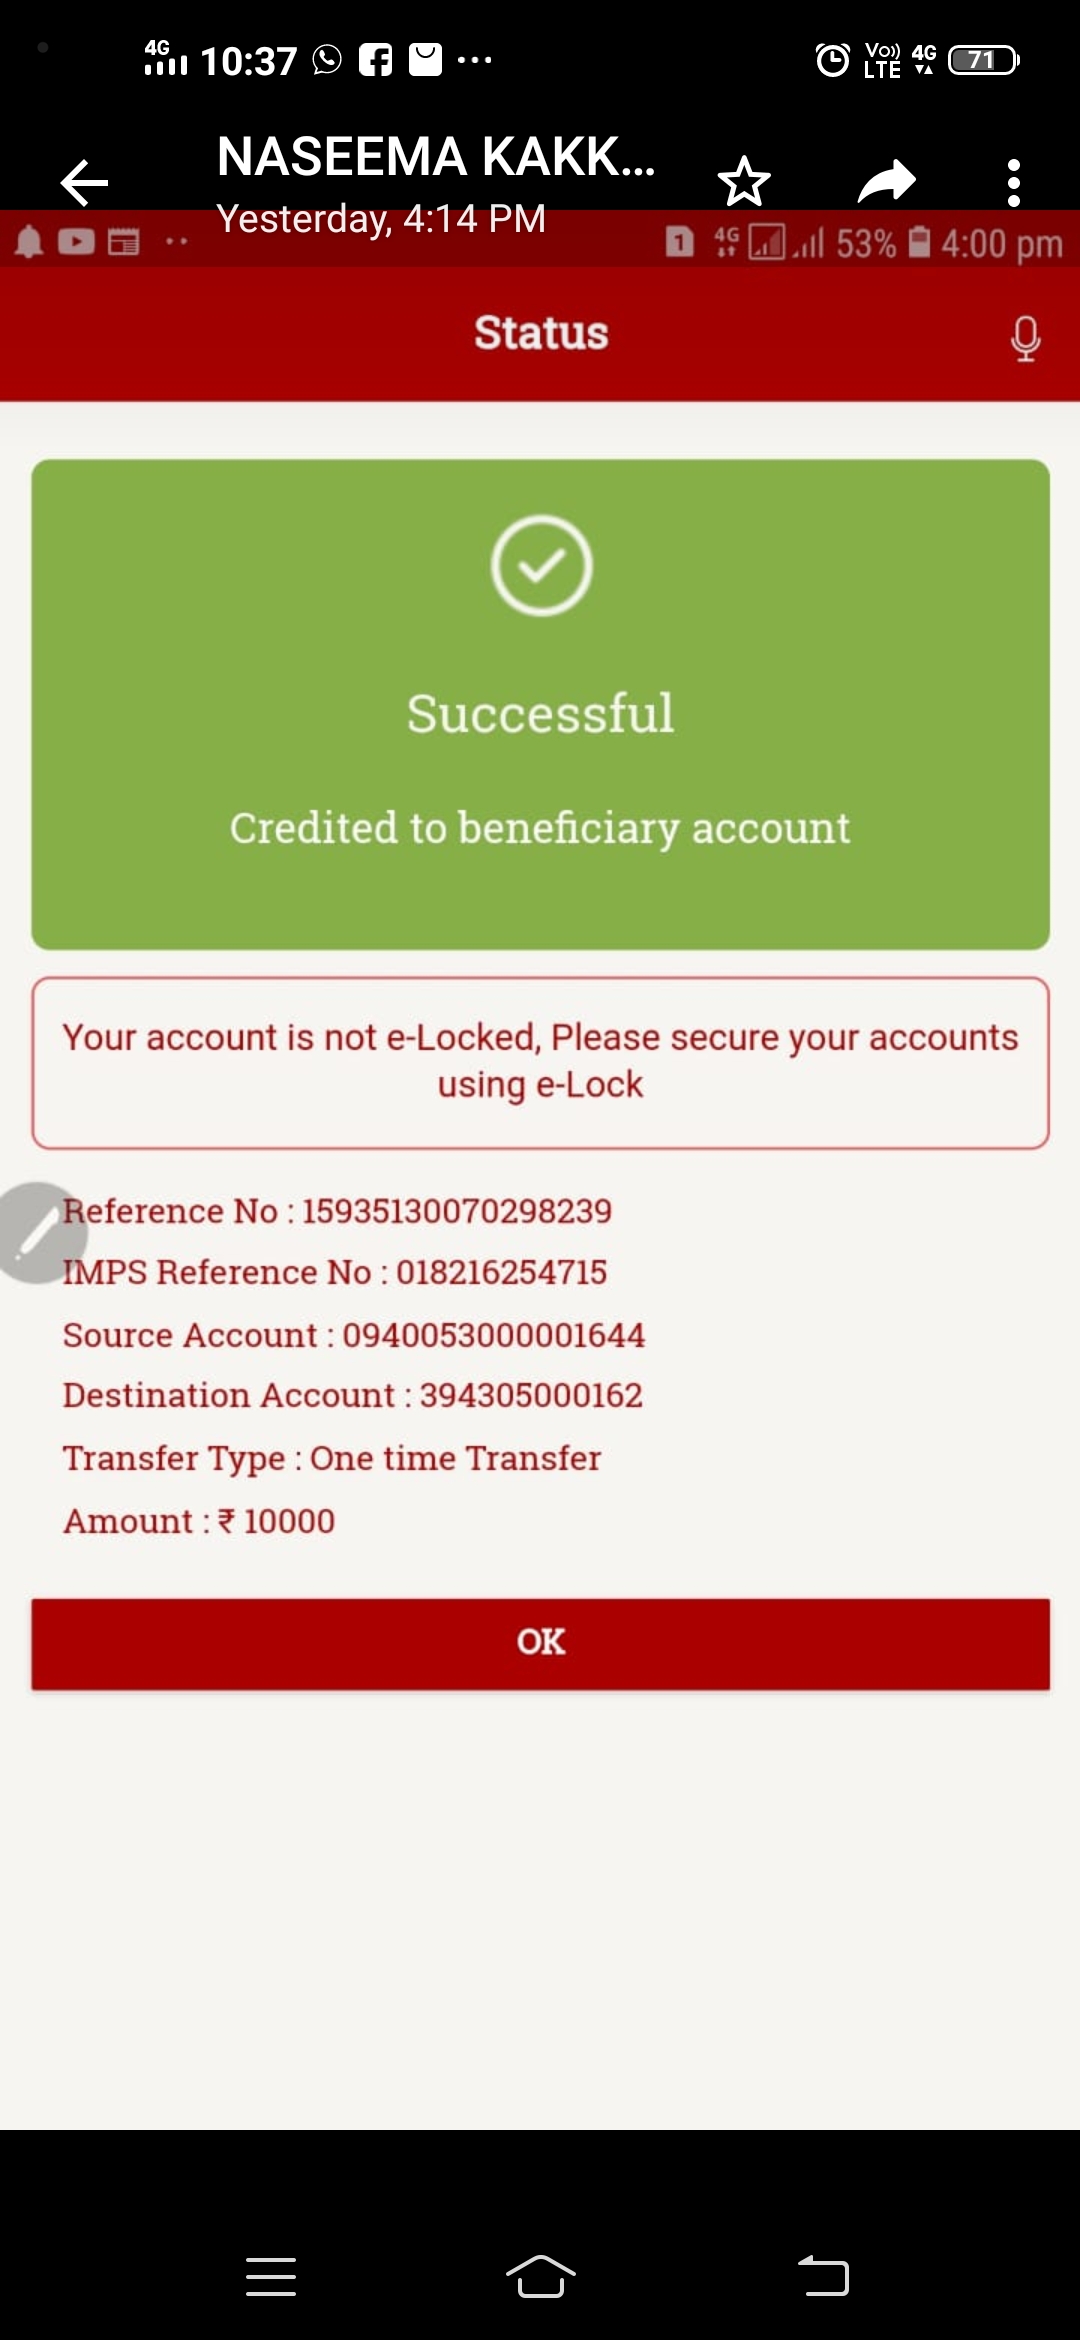 4G 10:37 VoLTE 4G 71
NASEEMA KAKK...
Yesterday, 4:14 PM
1 4G 53% 4:00 pm
Status
Successful
Credited to beneficiary account
Your account is not e-Locked, Please secure your accounts
using e-Lock
Reference No : 15935130070298239
IMPS Reference No : 018216254715
Source Account : 0940053000001644
Destination Account : 394305000162
Transfer Type : One time Transfer
Amount : ₹ 10000
OK